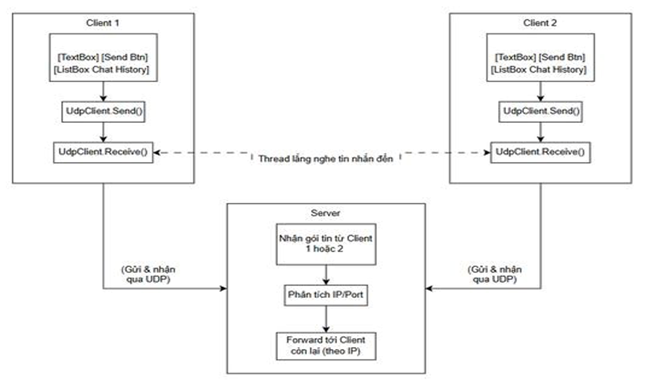 Client 1
[TextBox] [Send Btn]
[ListBox Chat History]
UdpClient.Send()
UdpClient.Receive()
Client 2
[TextBox] [Send Btn]
[ListBox Chat History]
UdpClient.Send()
UdpClient.Receive()
Thread lắng nghe tin nhắn đến
Server
Nhận gói tin từ Client
1 hoặc 2
Phân tích IP/Port
Forward tới Client
còn lại (theo IP)
(Gửi & nhận
qua UDP)
(Gửi & nhận
qua UDP)